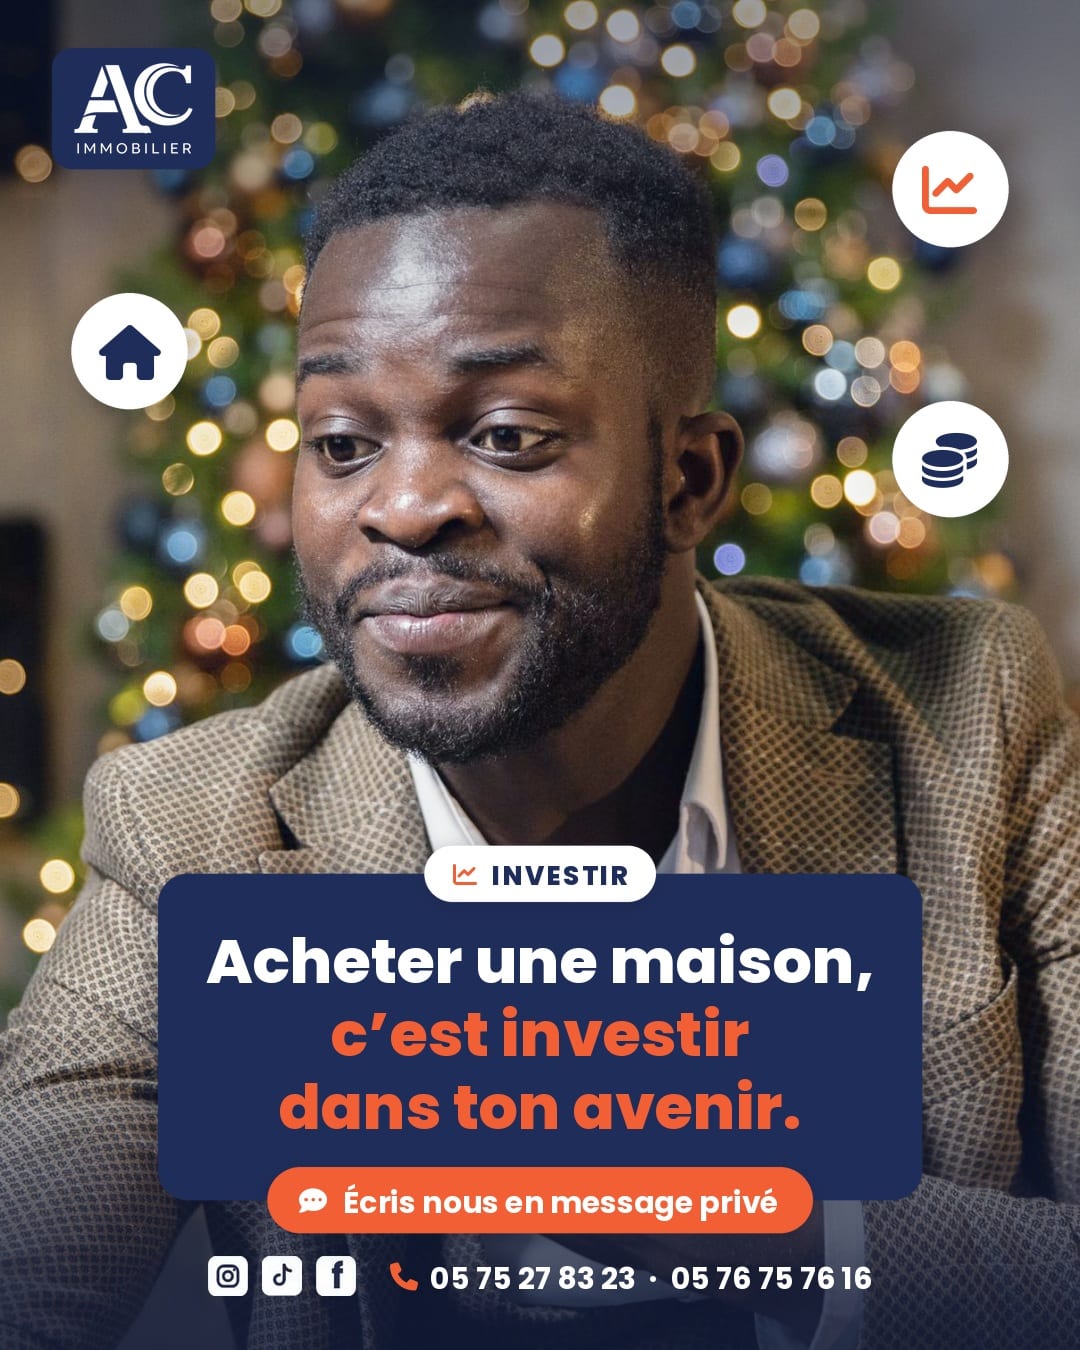 AC
IMMOBILIER
INVESTIR
Acheter une maison,
c’est investir
dans ton avenir.
Écris nous en message privé
05 75 27 83 23 · 05 76 75 76 16